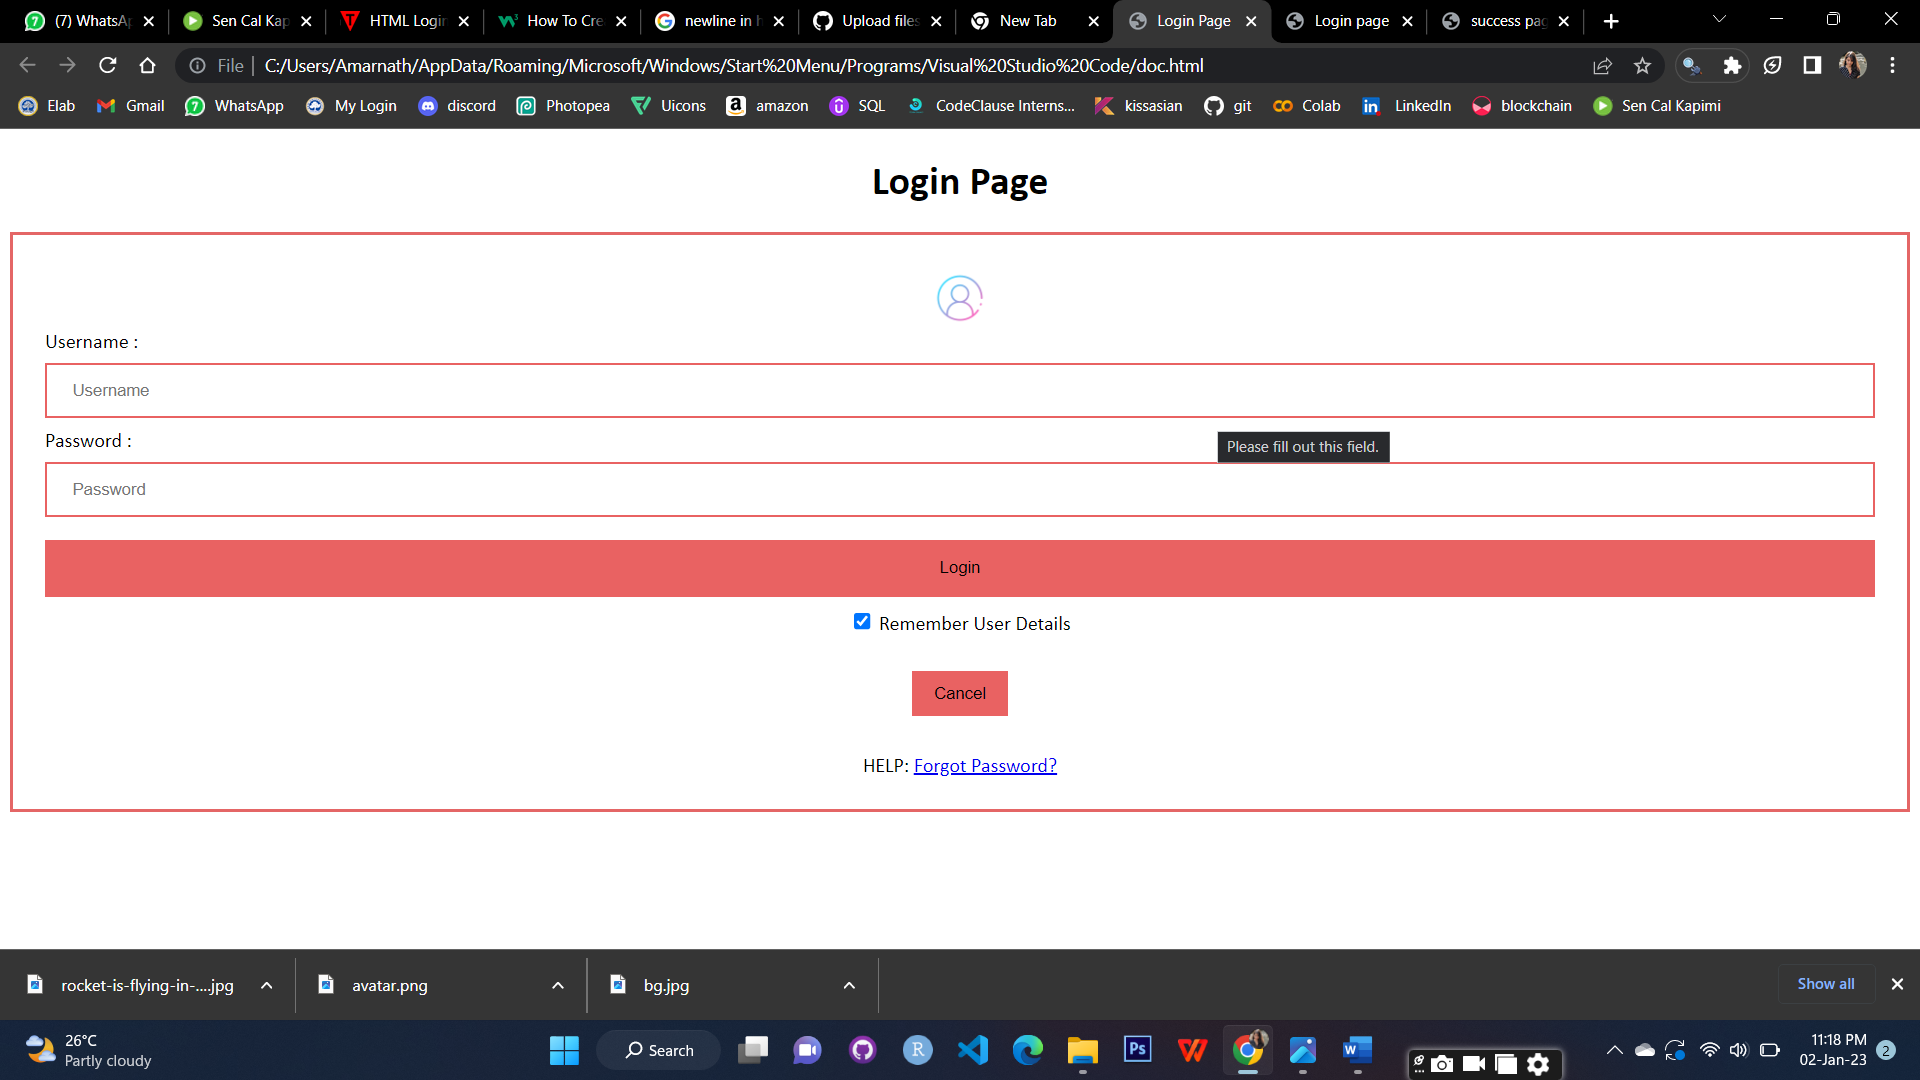 (7) WhatsA
Sen Cal Kap
HTML Login
How To Cre
newline in h
Upload files
New Tab
Login Page
Login page
success pag
File
C:/Users/Amarnath/AppData/Roaming/Microsoft/Windows/Start%20Menu/Programs/Visual%20Studio%20Code/doc.html
Elab
Gmail
WhatsApp
My Login
discord
Photopea
Uicons
amazon
SQL
CodeClause Interns...
kissasian
git
Colab
LinkedIn
blockchain
Sen Cal Kapimi
Login Page
Username :
Username
Password :
Please fill out this field.
Password
Login
Remember User Details
Cancel
HELP: Forgot Password?
rocket-is-flying-in-....jpg
avatar.png
bg.jpg
Show all
26°C
Partly cloudy
Search
11:18 PM
02-Jan-23
2